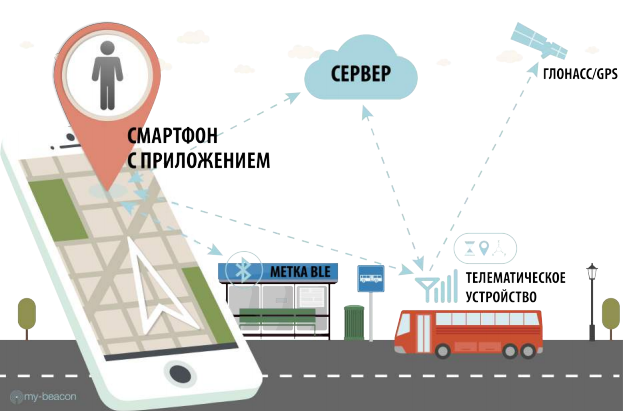 СЕРВЕР
ГЛОНАСС/GPS
СМАРТФОН
С ПРИЛОЖЕНИЕМ
МЕТКА BLE
ТЕЛЕМАТИЧЕСКОЕ
УСТРОЙСТВО
my-beacon